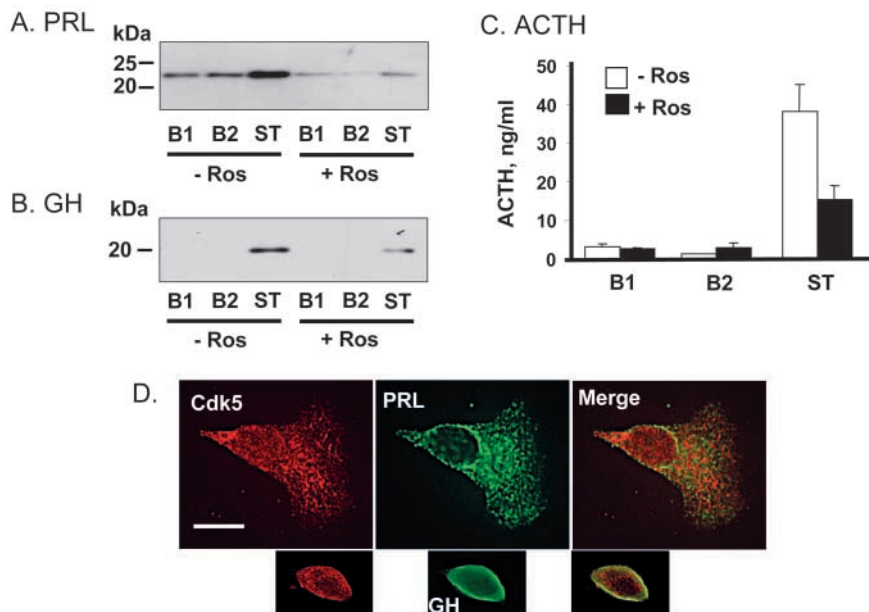 A. PRL
kDa
25
20
B1 B2 ST B1 B2 ST
- Ros + Ros
B. GH
kDa
20
B1 B2 ST B1 B2 ST
- Ros + Ros
C. ACTH
ACTH, ng/ml
50
40
30
20
10
0
- Ros
+ Ros
B1 B2 ST
D.
Cdk5 PRL Merge
GH